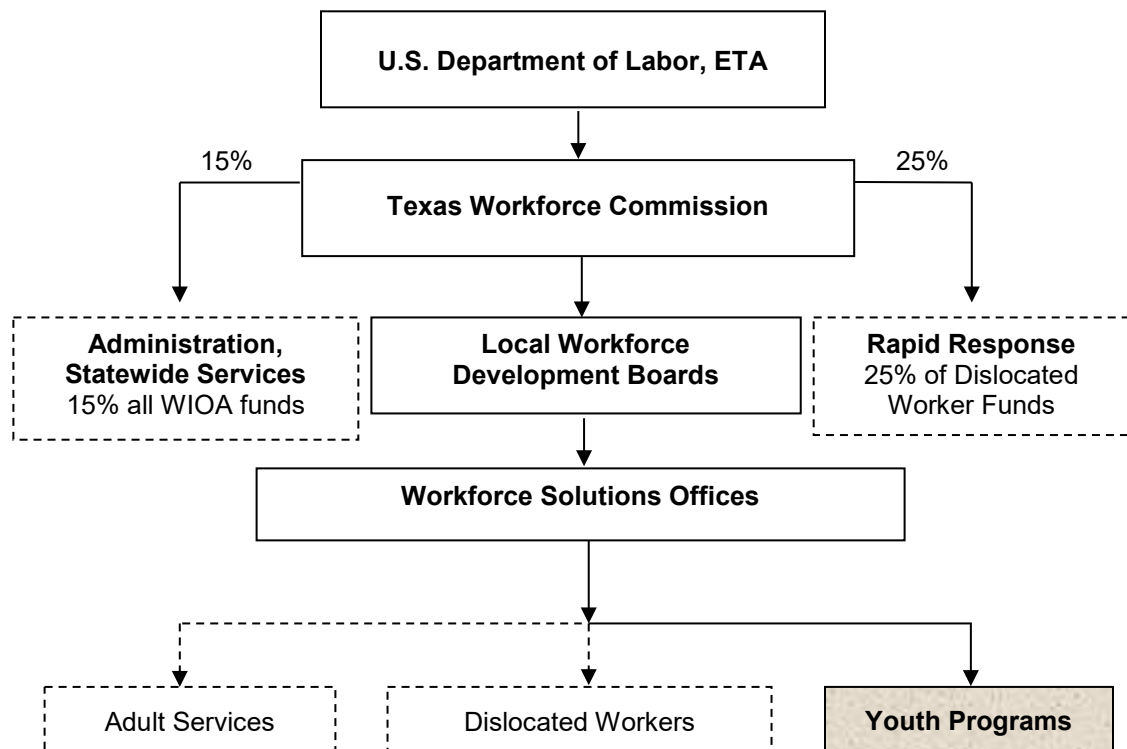 U.S. Department of Labor, ETA
15%
25%
Texas Workforce Commission
Administration,
Statewide Services
15% all WIOA funds
Local Workforce
Development Boards
Rapid Response
25% of Dislocated
Worker Funds
Workforce Solutions Offices
Adult Services
Dislocated Workers
Youth Programs